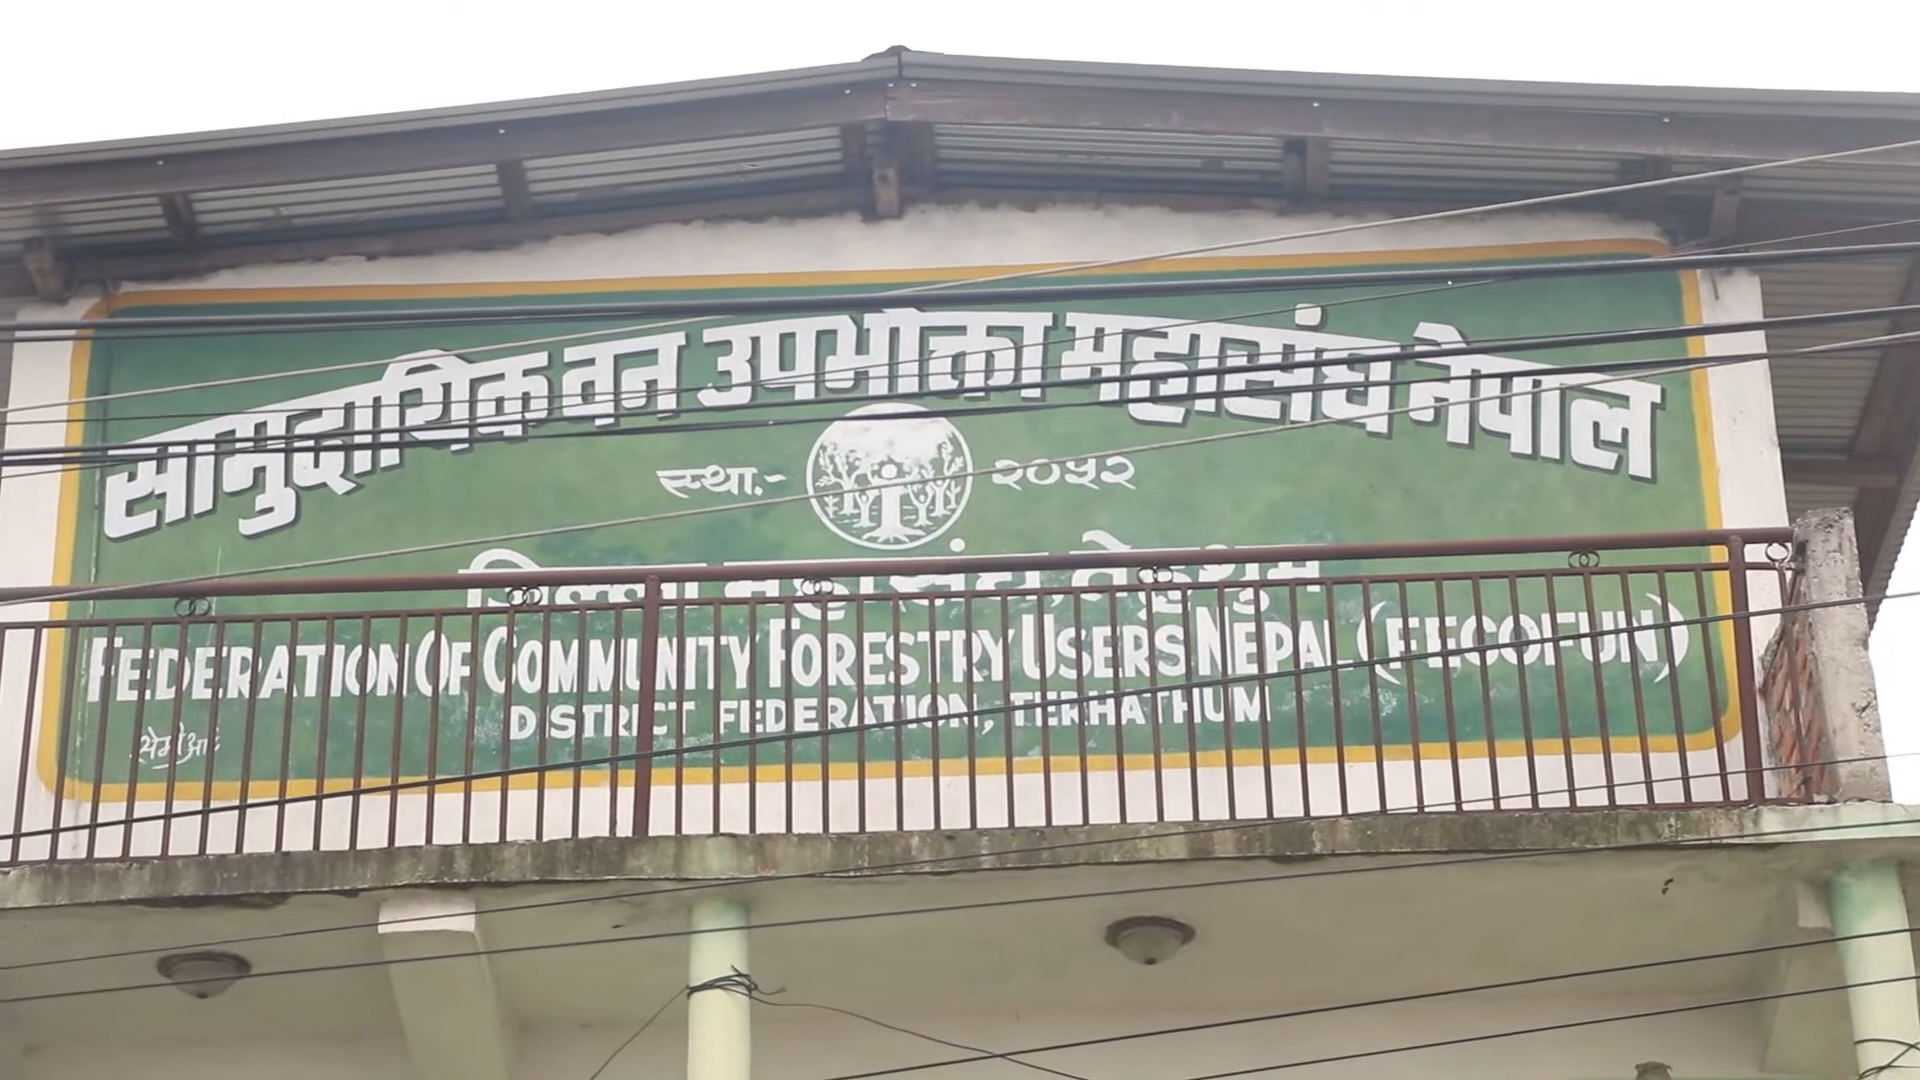 सामुदायिक वन उपभोक्ता महासंघ नेपाल
स्था.- २०५२
जिल्ला महासंघ, तेह्रथुम
FEDERATION OF COMMUNITY FORESTRY USERS NEPAL (FECOFUN)
DISTRICT FEDERATION, TERHATHUM